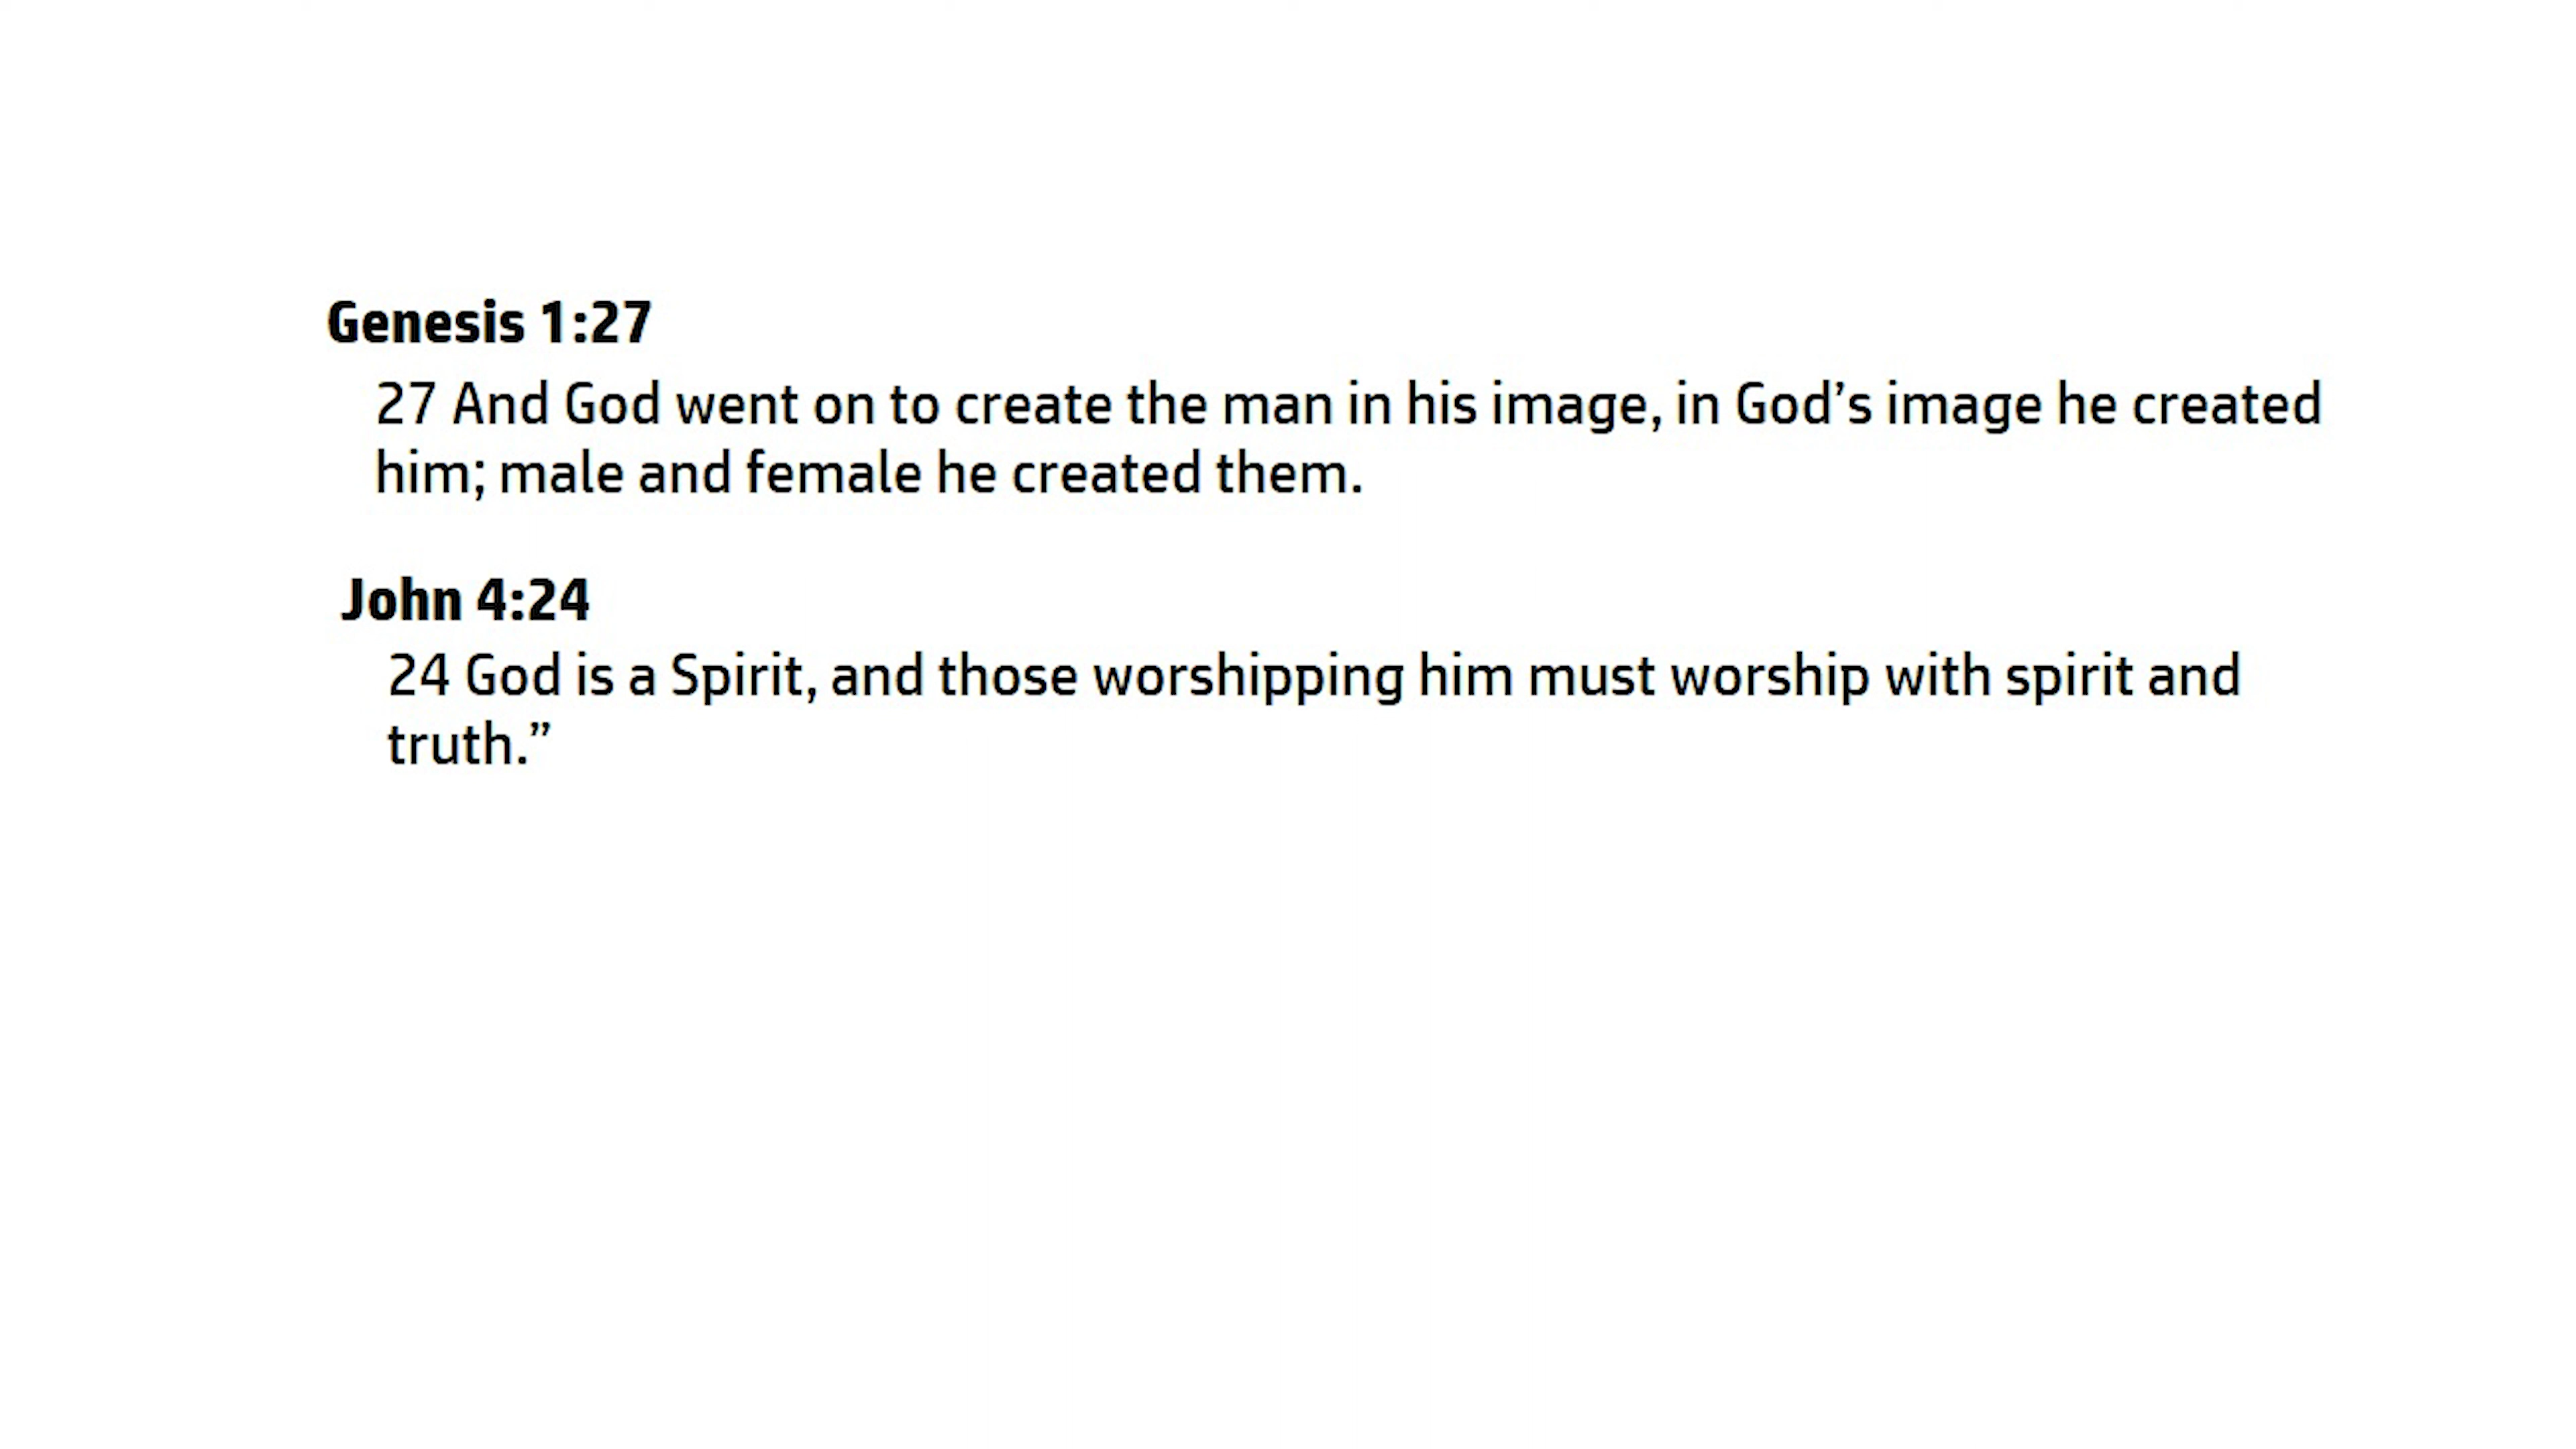 Genesis 1:27
27 And God went on to create the man in his image, in God’s image he created
him; male and female he created them.
John 4:24
24 God is a Spirit, and those worshipping him must worship with spirit and
truth.”